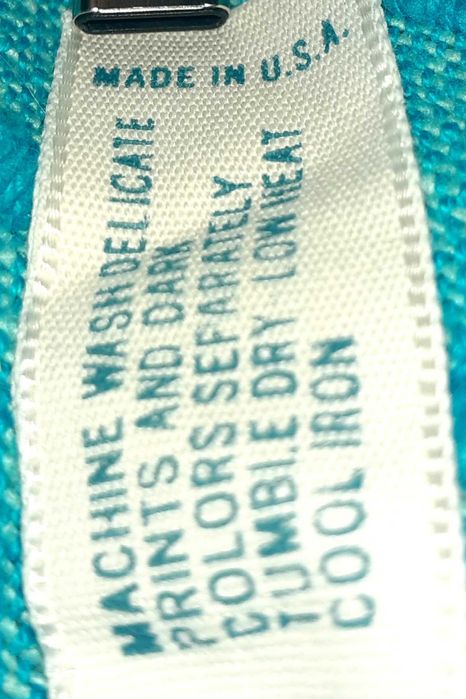 MADE IN U.S.A.
MACHINE WASH DELICATE
PRINTS AND DARK
COLORS SEPARATELY
TUMBLE DRY LOW HEAT
COOL IRON